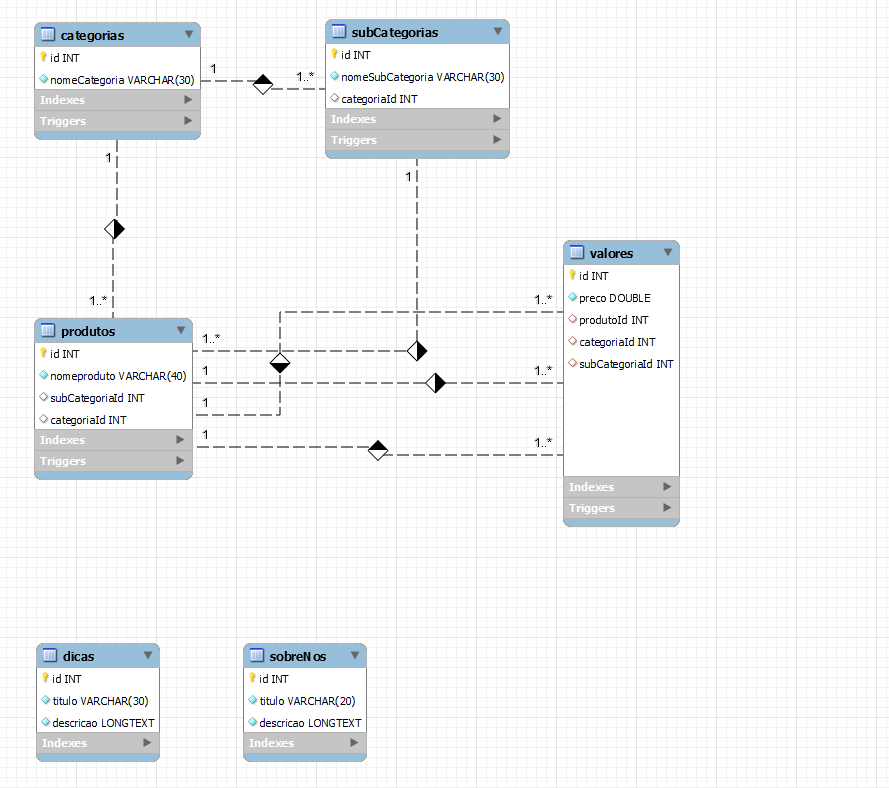 categorias
id INT
nomeCategoria VARCHAR(30)
Indexes
Triggers
1
1..*
subCategorias
id INT
nomeSubCategoria VARCHAR(30)
categoriaId INT
Indexes
Triggers
1
1..*
1
produtos
id INT
nomeproduto VARCHAR(40)
subCategoriaId INT
categoriaId INT
Indexes
Triggers
1..*
1
1
1
1..*
1..*
1..*
valores
id INT
preco DOUBLE
produtoId INT
categoriaId INT
subCategoriaId INT
Indexes
Triggers
dicas
id INT
titulo VARCHAR(30)
descricao LONGTEXT
Indexes
sobreNos
id INT
titulo VARCHAR(20)
descricao LONGTEXT
Indexes